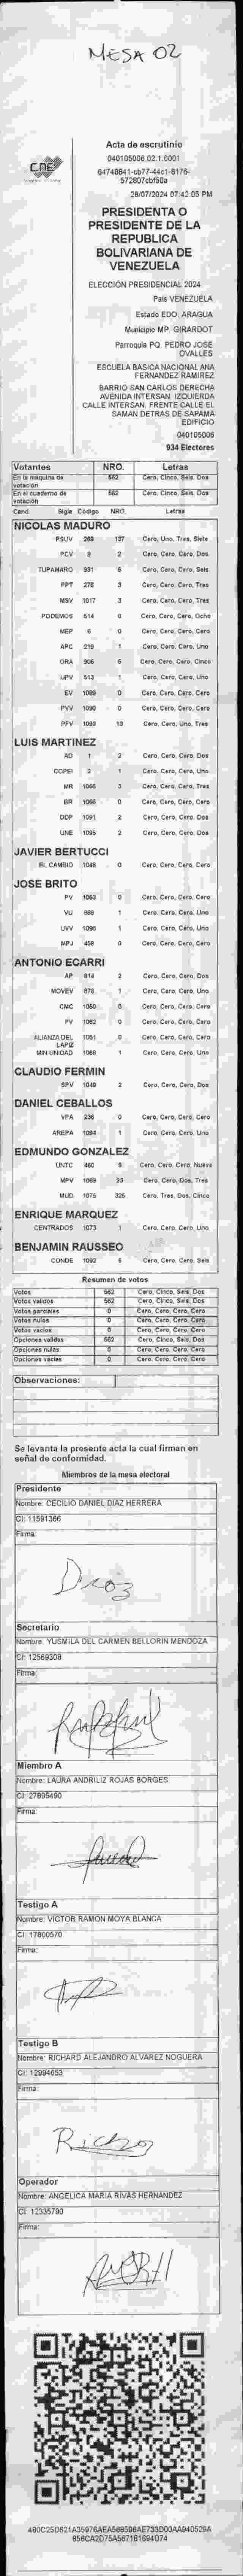 MESA 02
CNE
Acta de escrutinio
040105006.02.1.0001
64748841-cb77-44c1-8176-
572807cbf50a
28/07/2024 07:42:05 PM
PRESIDENTA O
PRESIDENTE DE LA
REPUBLICA
BOLIVARIANA DE
VENEZUELA
ELECCIÓN PRESIDENCIAL 2024
País VENEZUELA
Estado EDO. ARAGUA
Municipio MP. GIRARDOT
Parroquia PQ. PEDRO JOSE
OVALLES
ESCUELA BASICA NACIONAL ANA
FERNANDEZ RAMIREZ
BARRIO SAN CARLOS DERECHA
AVENIDA INTERSAN. IZQUIERDA
CALLE INTERSAN. FRENTE CALLE EL
SAMAN DETRAS DE SAPAMA
EDIFICIO
040105006
934 Electores
Votantes NRO. Letras
En la máquina de votación 562 Cero, Cinco, Seis, Dos
En el cuaderno de votación 562 Cero, Cinco, Seis, Dos
Cand. Sigla Código NRO. Letras
NICOLAS MADURO
PSUV 269 137 Cero, Uno, Tres, Siete
PCV 2 Cero, Cero, Cero, Dos
TUPAMARO 931 6 Cero, Cero, Cero, Seis
PPT 276 3 Cero, Cero, Cero, Tres
MSV 1017 3 Cero, Cero, Cero, Tres
PODEMOS 514 8 Cero, Cero, Cero, Ocho
MEP 6 0 Cero, Cero, Cero, Cero
APC 219 1 Cero, Cero, Cero, Uno
ORA 906 5 Cero, Cero, Cero, Cinco
UPV 513 1 Cero, Cero, Cero, Uno
EV 1089 0 Cero, Cero, Cero, Cero
PVV 1090 0 Cero, Cero, Cero, Cero
PFV 1093 13 Cero, Cero, Uno, Tres
LUIS MARTINEZ
AD 1 2 Cero, Cero, Cero, Dos
COPEI 2 1 Cero, Cero, Cero, Uno
MR 1066 3 Cero, Cero, Cero, Tres
BR 0 Cero, Cero, Cero, Cero
DDP 1091 2 Cero, Cero, Cero, Dos
UNE 1095 2 Cero, Cero, Cero, Dos
JAVIER BERTUCCI
EL CAMBIO 1048 0 Cero, Cero, Cero, Cero
JOSE BRITO
PV 1063 0 Cero, Cero, Cero, Cero
VU 668 1 Cero, Cero, Cero, Uno
UVV 1096 1 Cero, Cero, Cero, Uno
MPJ 458 0 Cero, Cero, Cero, Cero
ANTONIO ECARRI
AP 814 2 Cero, Cero, Cero, Dos
MOVEV 1 Cero, Cero, Cero, Uno
CMC 1050 0 Cero, Cero, Cero, Cero
FV 1062 0 Cero, Cero, Cero, Cero
ALIANZA DEL LAPIZ 1051 0 Cero, Cero, Cero, Cero
MIN UNIDAD 1068 1 Cero, Cero, Cero, Uno
CLAUDIO FERMIN
SPV 1049 2 Cero, Cero, Cero, Dos
DANIEL CEBALLOS
VPA 236 0 Cero, Cero, Cero, Cero
AREPA 1094 1 Cero, Cero, Cero, Uno
EDMUNDO GONZALEZ
UNTC 460 9 Cero, Cero, Cero, Nueve
MPV 1069 33 Cero, Cero, Dos, Tres
MUD 1075 325 Cero, Tres, Dos, Cinco
ENRIQUE MARQUEZ
CENTRADOS 1073 1 Cero, Cero, Cero, Uno
BENJAMIN RAUSSEO
CONDE 1092 6 Cero, Cero, Cero, Seis
Resumen de votos
Votos 562 Cero, Cinco, Seis, Dos
Votos válidos 562 Cero, Cinco, Seis, Dos
Votos parciales 0 Cero, Cero, Cero, Cero
Votos nulos 0 Cero, Cero, Cero, Cero
Votos vacíos 0 Cero, Cero, Cero, Cero
Opciones válidas 562 Cero, Cinco, Seis, Dos
Opciones nulas 0 Cero, Cero, Cero, Cero
Opciones vacías 0 Cero, Cero, Cero, Cero
Observaciones:
Se levanta la presente acta la cual firman en
señal de conformidad.
Miembros de la mesa electoral
Presidente
Nombre: CECILIO DANIEL DIAZ HERRERA
CI: 11591366
Firma:
Secretario
Nombre: YUSMILA DEL CARMEN BELLORIN MENDOZA
CI: 12569308
Firma:
Miembro A
Nombre: LAURA ANDRILIZ ROJAS BORGES
CI: 27895490
Firma:
Testigo A
Nombre: VICTOR RAMON MOYA BLANCA
CI: 17800570
Firma:
Testigo B
Nombre: RICHARD ALEJANDRO ALVAREZ NOGUERA
CI: 12994653
Firma:
Operador
Nombre: ANGELICA MARIA RIVAS HERNANDEZ
CI: 12335790
Firma: